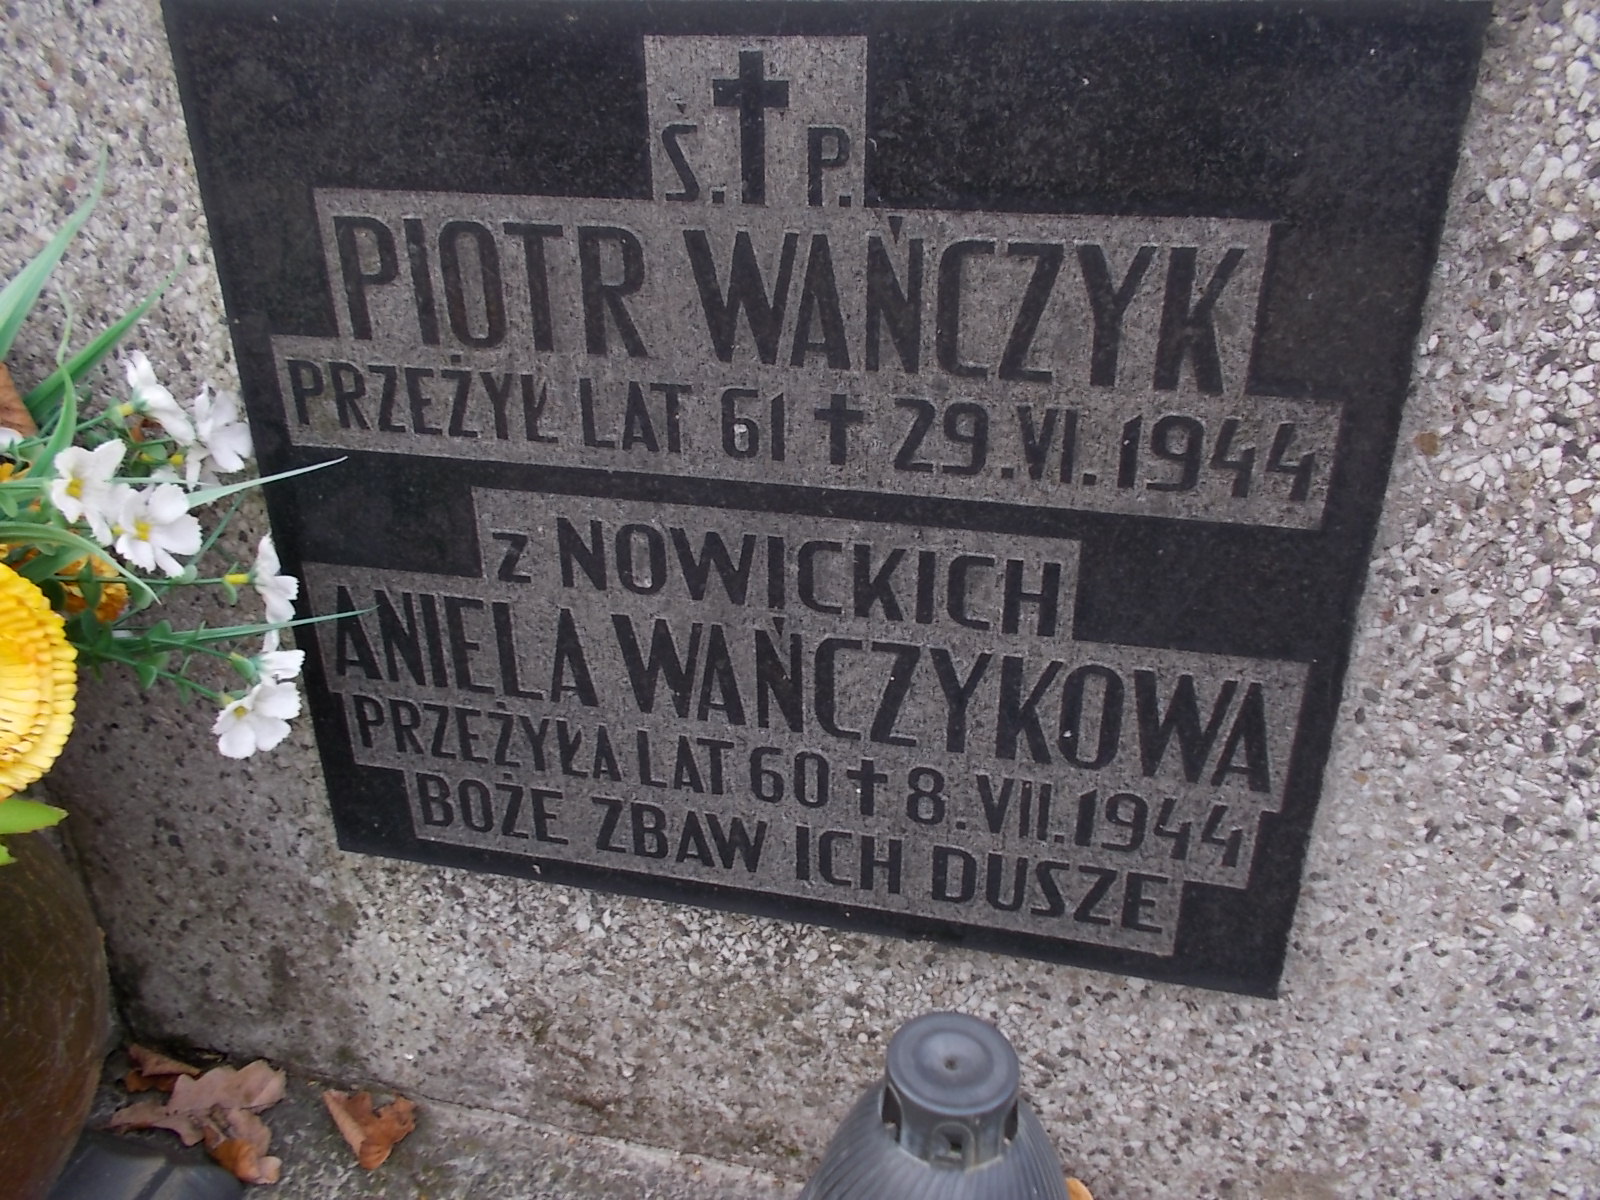 Ś. P.
PIOTR WAŃCZYK
PRZEŻYŁ LAT 61 ✝ 29.VI.1944
z NOWICKICH
ANIELA WAŃCZYKOWA
PRZEŻYŁA LAT 60 ✝ 8.VII.1944
BOŻE ZBAW ICH DUSZE